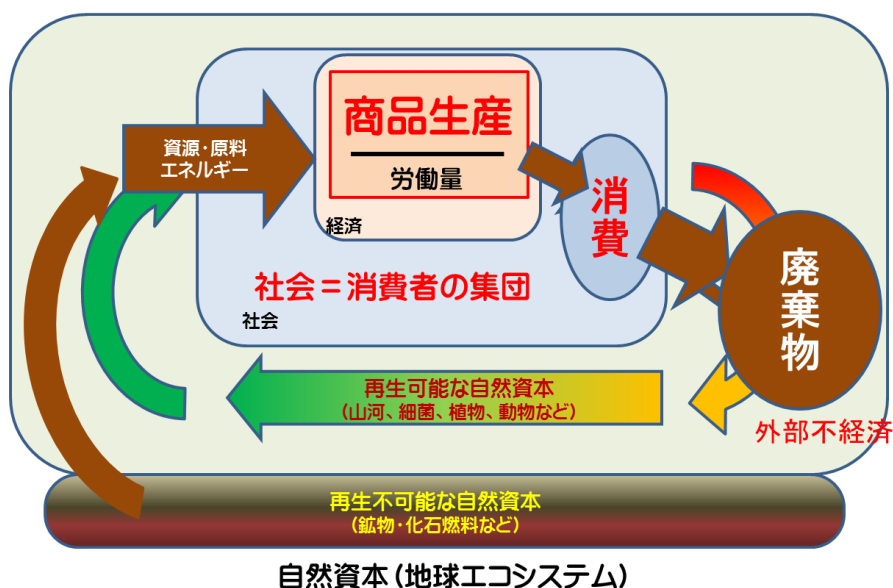 商品生産
労働量
経済
資源・原料
エネルギー
消費
廃棄物
社会＝消費者の集団
社会
再生可能な自然資本
（山河、細菌、植物、動物など）
外部不経済
再生不可能な自然資本
（鉱物・化石燃料など）
自然資本（地球エコシステム）